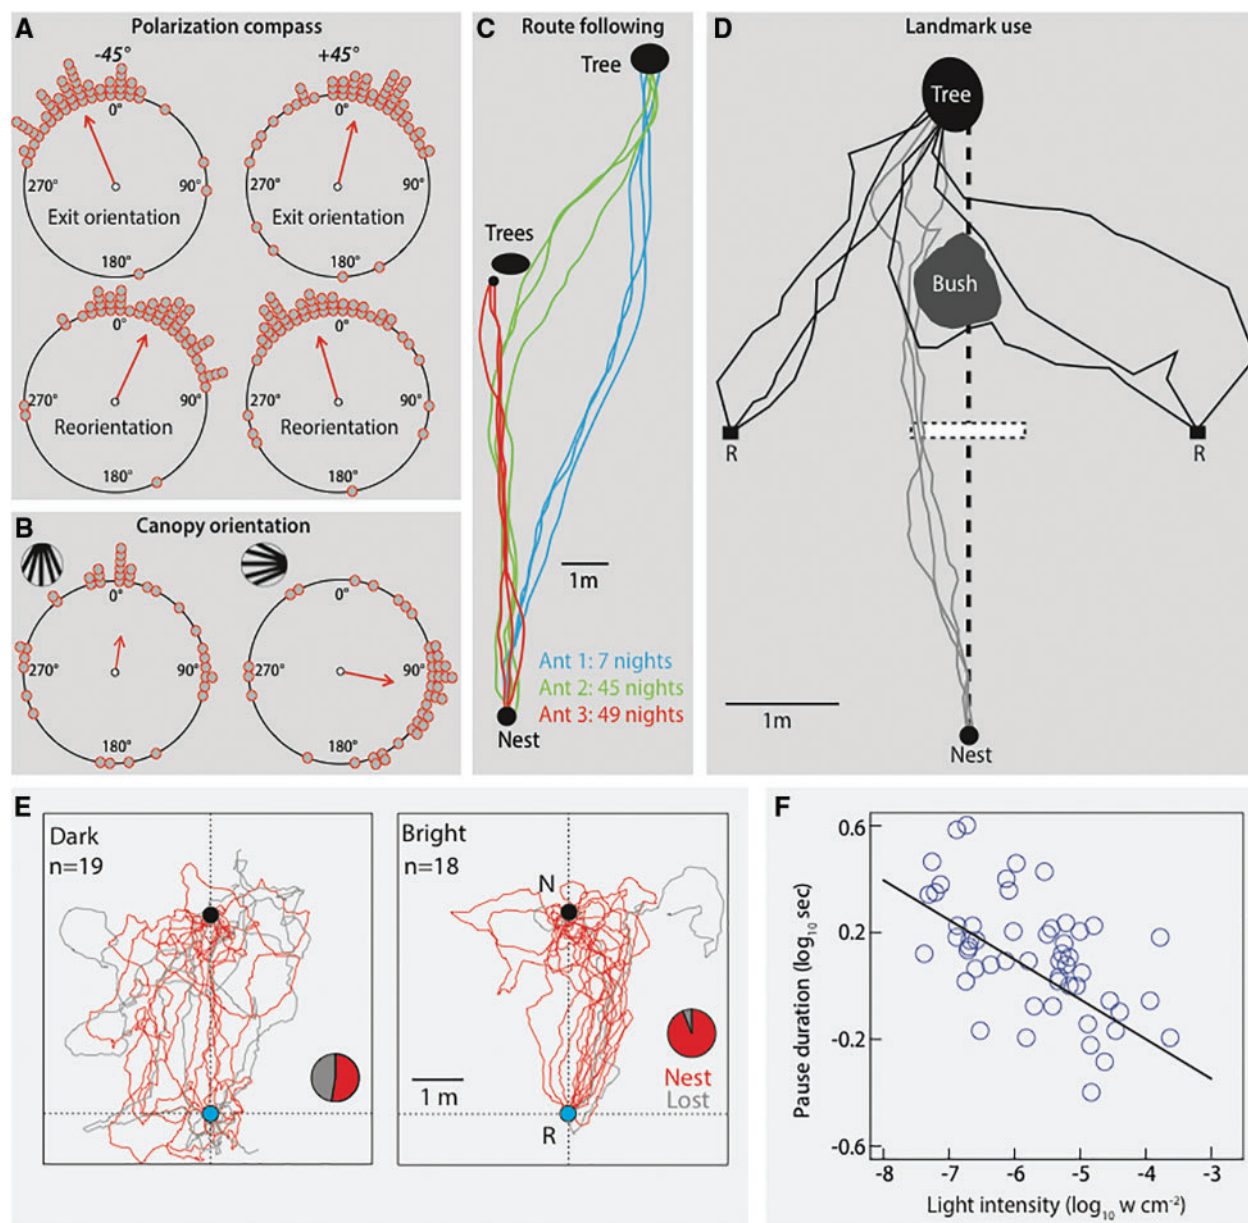 A
Polarization compass
-45°
+45°
0°
270°
90°
Exit orientation
180°
0°
270°
90°
Exit orientation
180°
0°
270°
90°
Reorientation
180°
0°
270°
90°
Reorientation
180°
B
Canopy orientation
0°
270°
90°
180°
0°
270°
90°
180°
C
Route following
Tree
Trees
1m
Ant 1: 7 nights
Ant 2: 45 nights
Ant 3: 49 nights
Nest
D
Landmark use
Tree
Bush
R
R
1m
Nest
E
Dark
n=19
Bright
n=18
N
Nest
Lost
1 m
R
F
Pause duration (log₁₀ sec)
0.6
0.2
-0.2
-0.6
-8 -7 -6 -5 -4 -3
Light intensity (log₁₀ w cm⁻²)